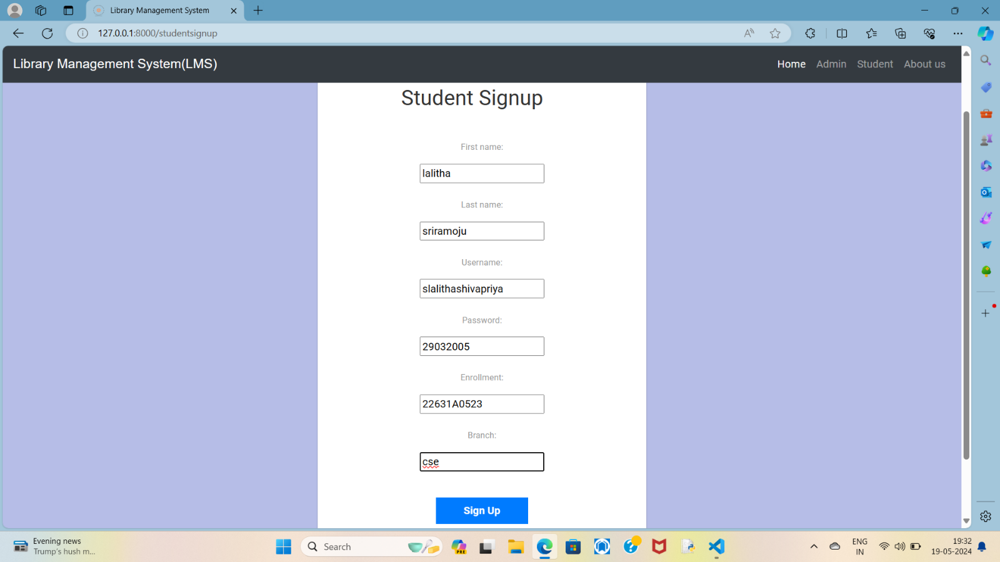 Library Management System
127.0.0.1:8000/studentsignup
Library Management System(LMS)
Home Admin Student About us
Student Signup
First name:
lalitha
Last name:
sriramoju
Username:
slalithashivapriya
Password:
29032005
Enrollment:
22631A0523
Branch:
cse
Sign Up
Evening news
Trump's hush m...
Search
PRE
ENG
IN
19:32
19-05-2024